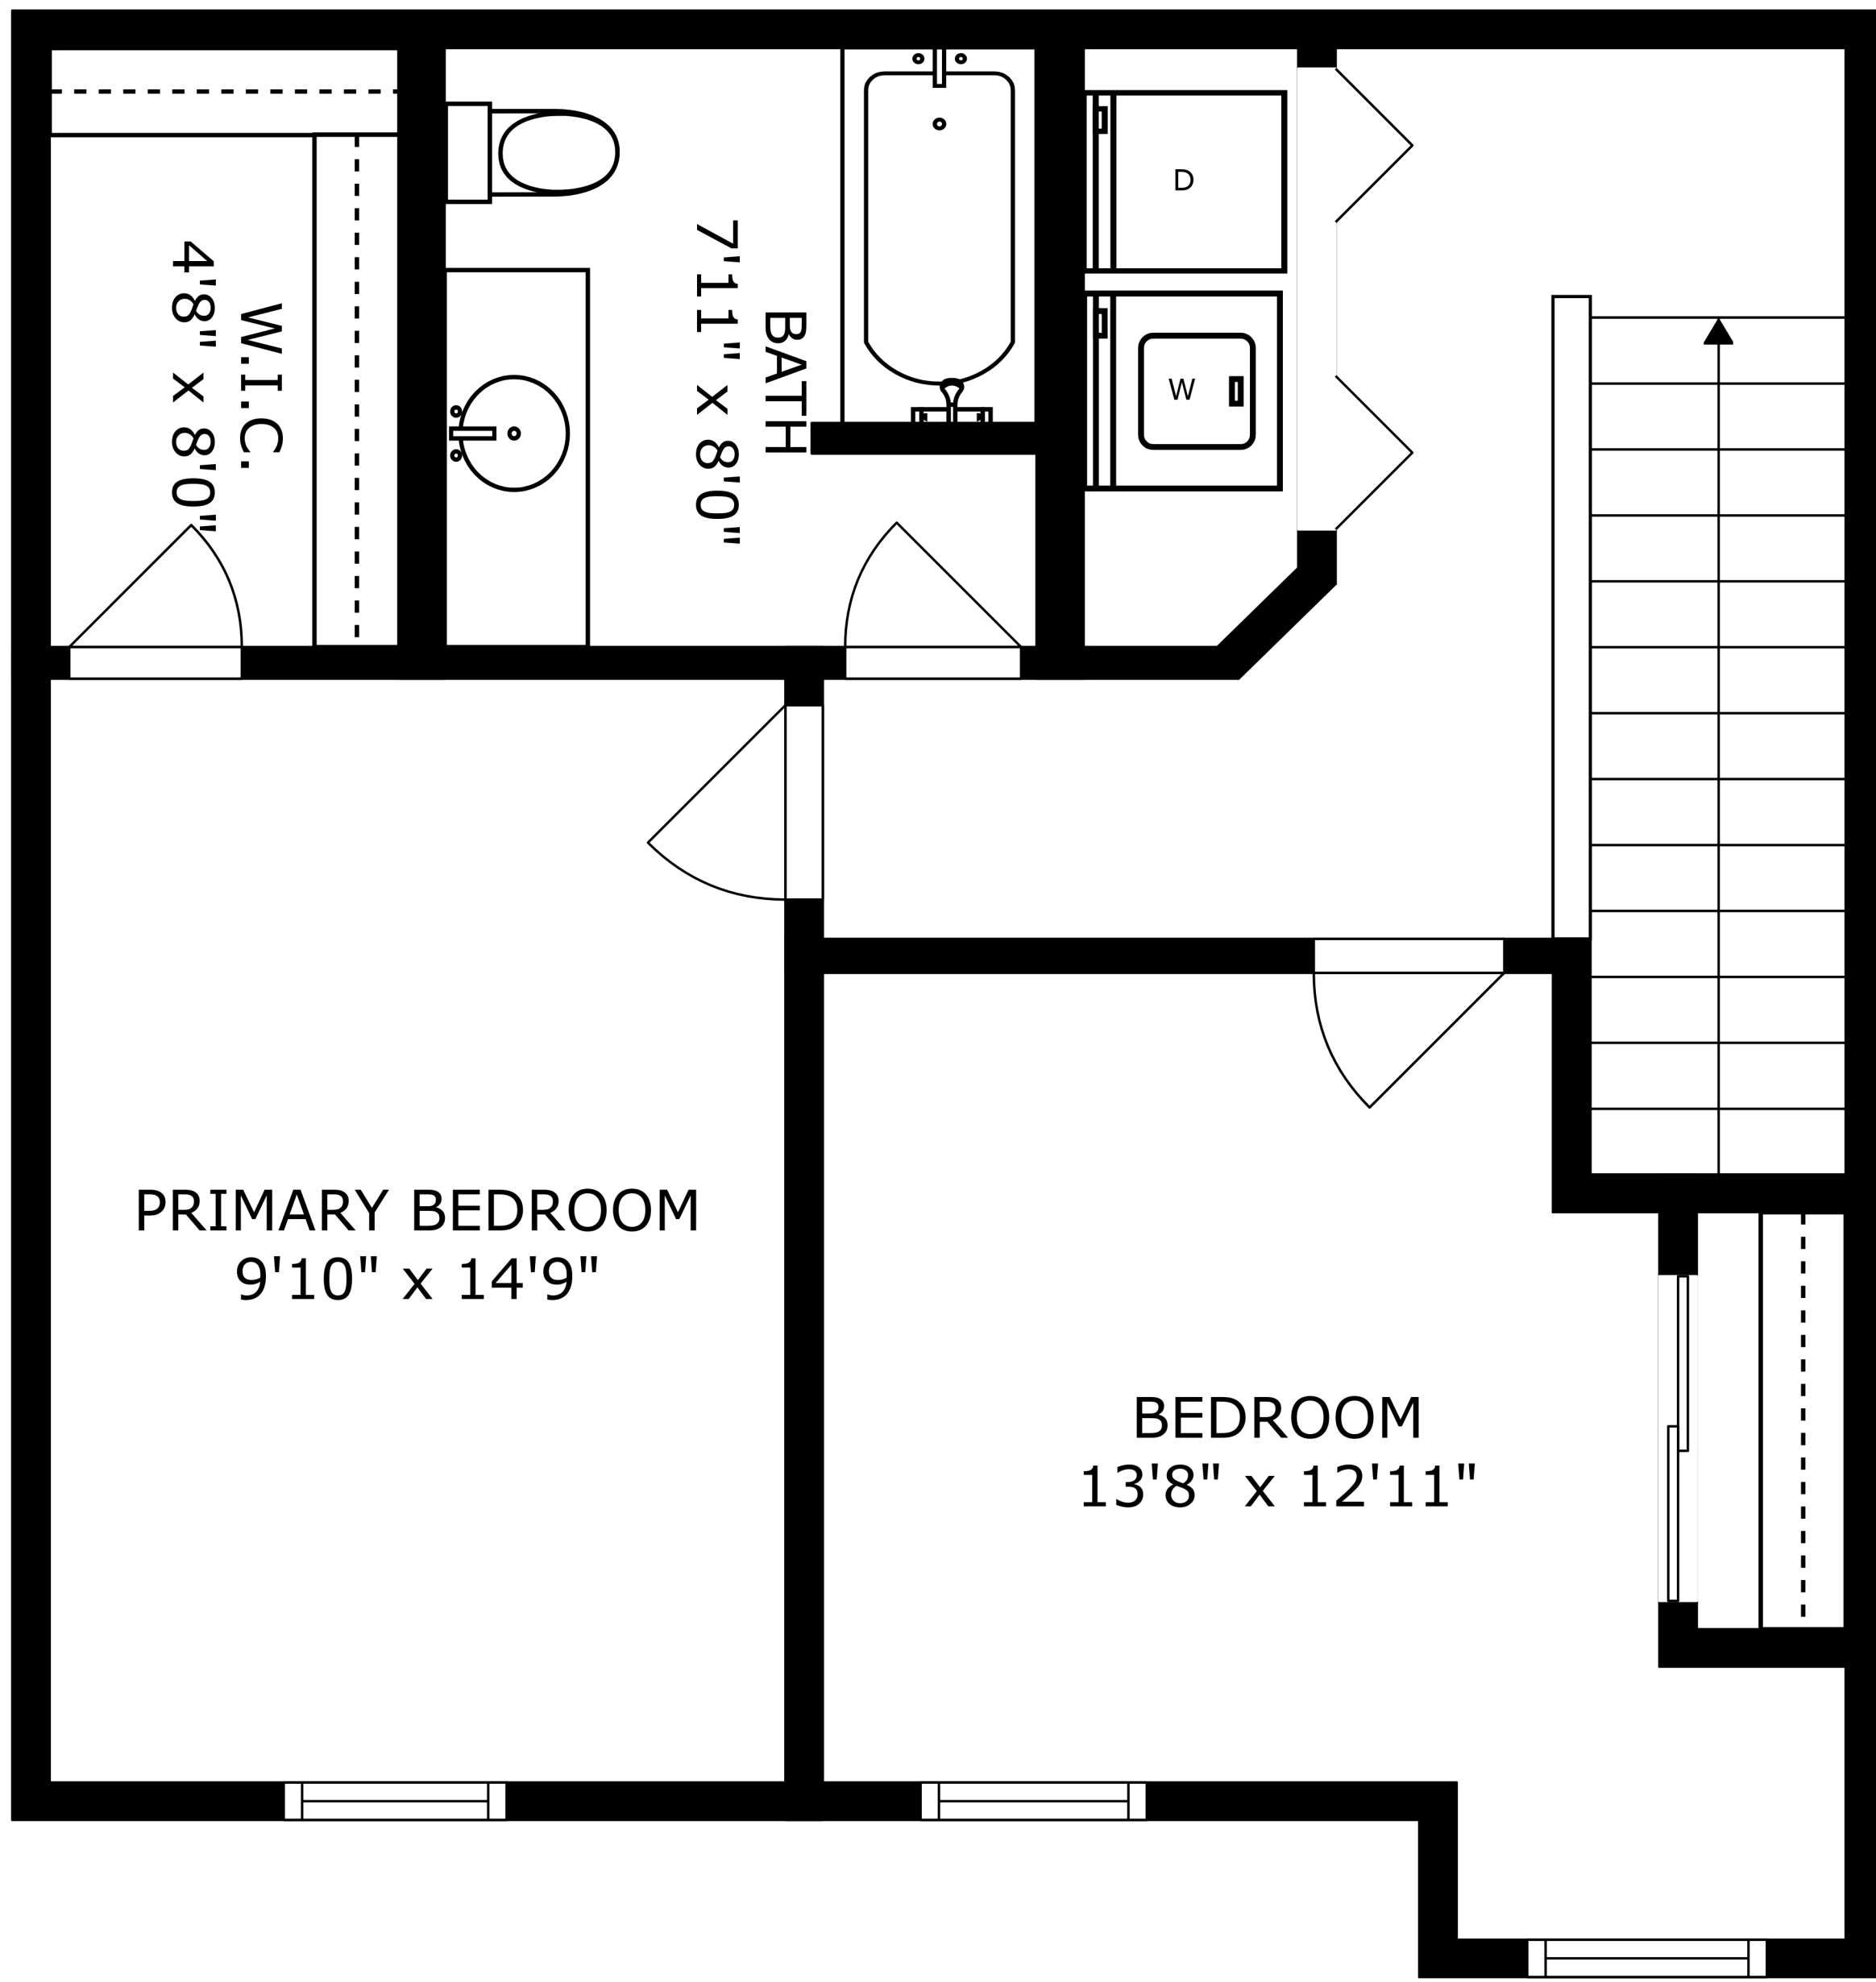 W.I.C.
4'8" x 8'0"
BATH
7'11" x 8'0"
D
W
PRIMARY BEDROOM
9'10" x 14'9"
BEDROOM
13'8" x 12'11"